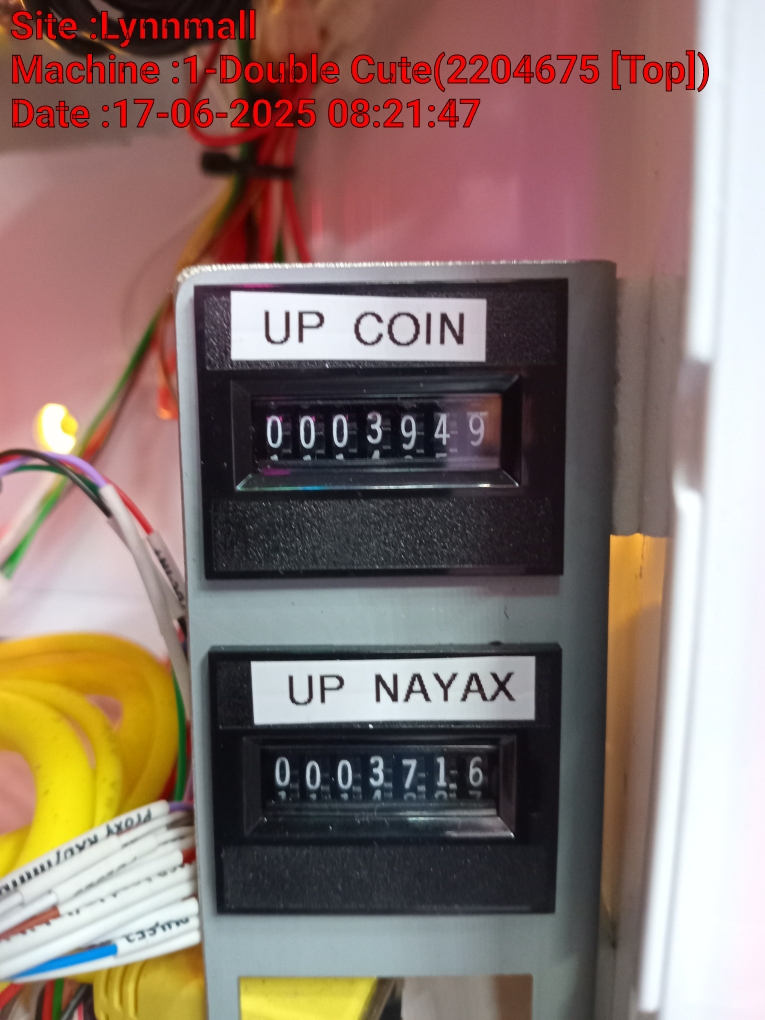 Site :Lynnmall
Machine :1-Double Cute(2204675 [Top])
Date :17-06-2025 08:21:47
UP COIN
0003949
UP NAYAX
0003716